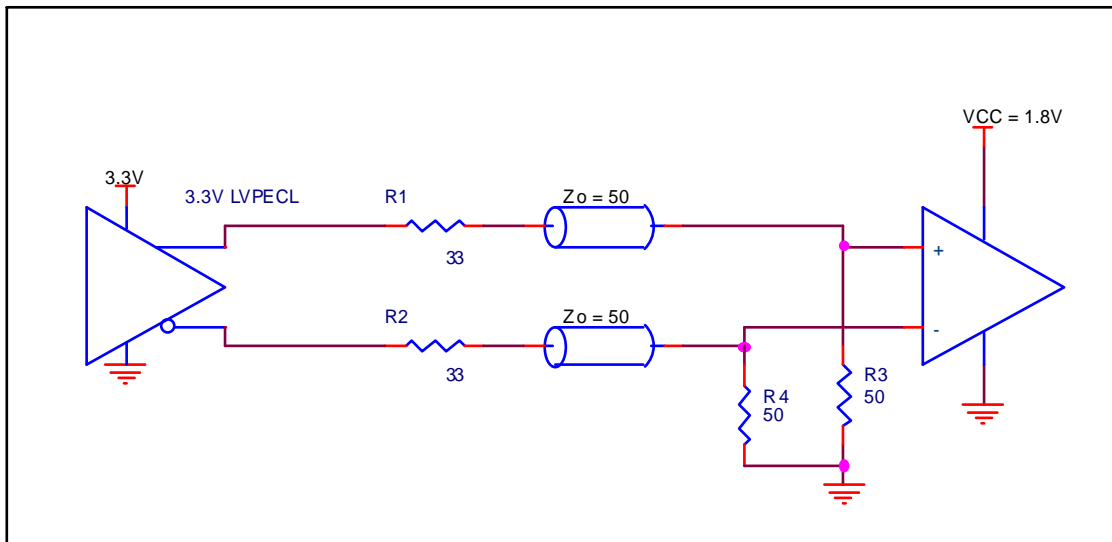 VCC = 1.8V
3.3V
3.3V LVPECL
R1
Zo = 50
33
+
R2
Zo = 50
-
33
R4
50
R3
50